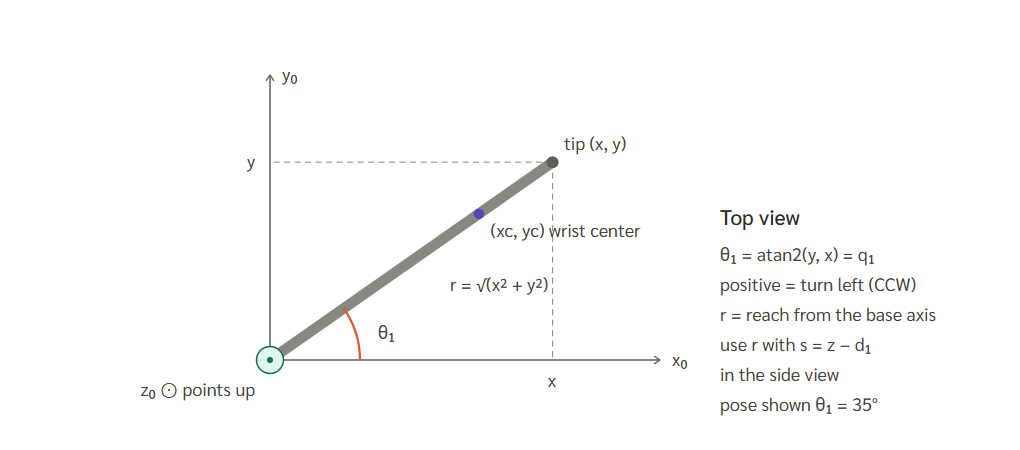 y₀
tip (x, y)
y
(xc, yc) wrist center
r = √(x² + y²)
θ₁
x₀
x
z₀ ⊙ points up
Top view
θ₁ = atan2(y, x) = q₁
positive = turn left (CCW)
r = reach from the base axis
use r with s = z − d₁
in the side view
pose shown θ₁ = 35°